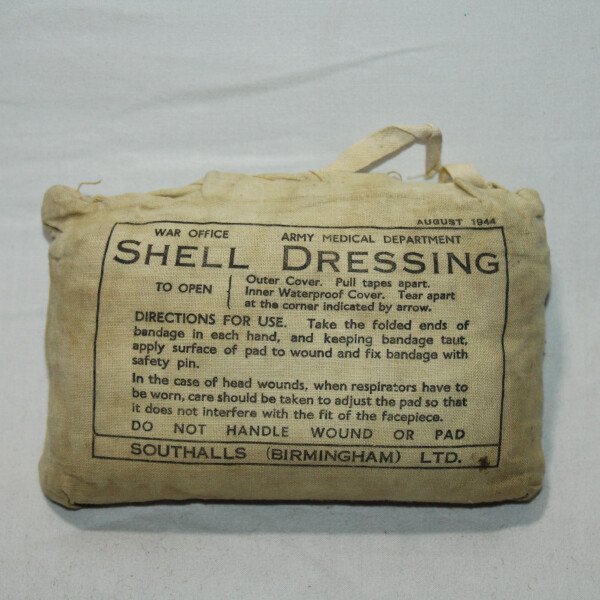 AUGUST 1944
WAR OFFICE ARMY MEDICAL DEPARTMENT
SHELL DRESSING
TO OPEN { Outer Cover. Pull tapes apart.
Inner Waterproof Cover. Tear apart
at the corner indicated by arrow.
DIRECTIONS FOR USE. Take the folded ends of
bandage in each hand, and keeping bandage taut,
apply surface of pad to wound and fix bandage with
safety pin.
In the case of head wounds, when respirators have to
be worn, care should be taken to adjust the pad so that
it does not interfere with the fit of the facepiece.
DO NOT HANDLE WOUND OR PAD
SOUTHALLS (BIRMINGHAM) LTD.